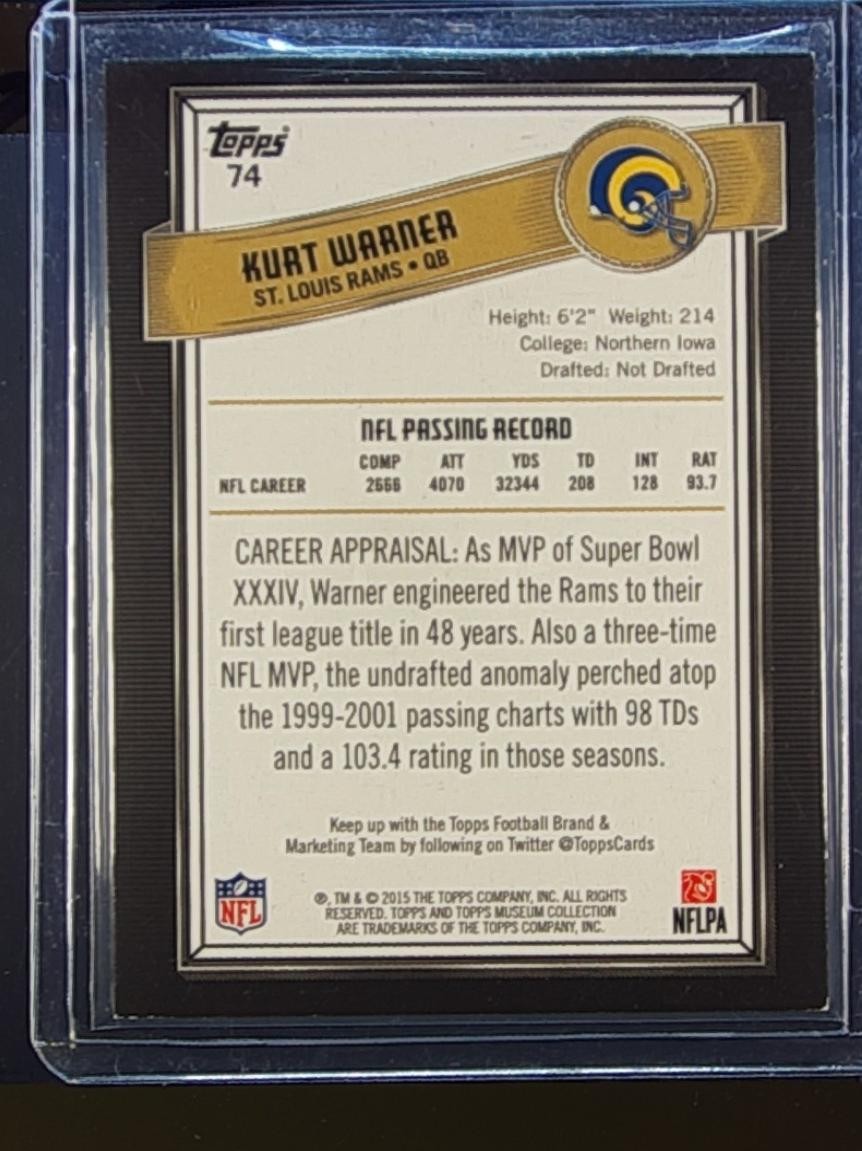 Topps
74
KURT WARNER
ST. LOUIS RAMS • QB
Height: 6'2" Weight: 214
College: Northern Iowa
Drafted: Not Drafted
NFL PASSING RECORD
COMP ATT YDS TD INT RAT
NFL CAREER 2666 4070 32344 208 128 93.7
CAREER APPRAISAL: As MVP of Super Bowl
XXXIV, Warner engineered the Rams to their
first league title in 48 years. Also a three-time
NFL MVP, the undrafted anomaly perched atop
the 1999-2001 passing charts with 98 TDs
and a 103.4 rating in those seasons.
Keep up with the Topps Football Brand &
Marketing Team by following on Twitter @ToppsCards
NFL
®, TM & © 2015 THE TOPPS COMPANY, INC. ALL RIGHTS
RESERVED. TOPPS AND TOPPS MUSEUM COLLECTION
ARE TRADEMARKS OF THE TOPPS COMPANY, INC.
NFLPA